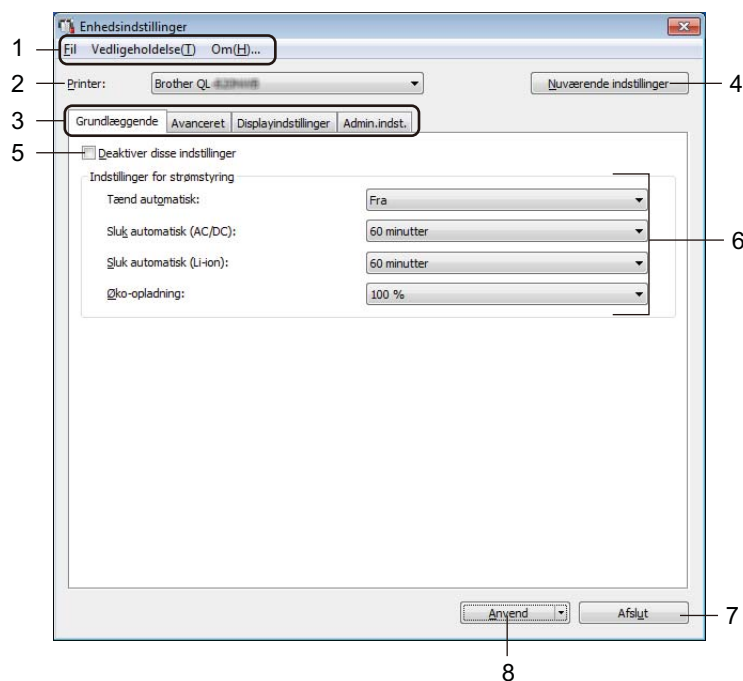 Enhedsindstillinger
1 Fil Vedligeholdelse(T) Om(H)...
2 Printer: Brother QL Nuværende indstillinger 4
3 Grundlæggende Avanceret Displayindstillinger Admin.indst.
5 Deaktiver disse indstillinger
Indstillinger for strømstyring
Tænd automatisk: Fra
Sluk automatisk (AC/DC): 60 minutter
6
Sluk automatisk (Li-ion): 60 minutter
Øko-opladning: 100 %
Anvend Afslut 7
8